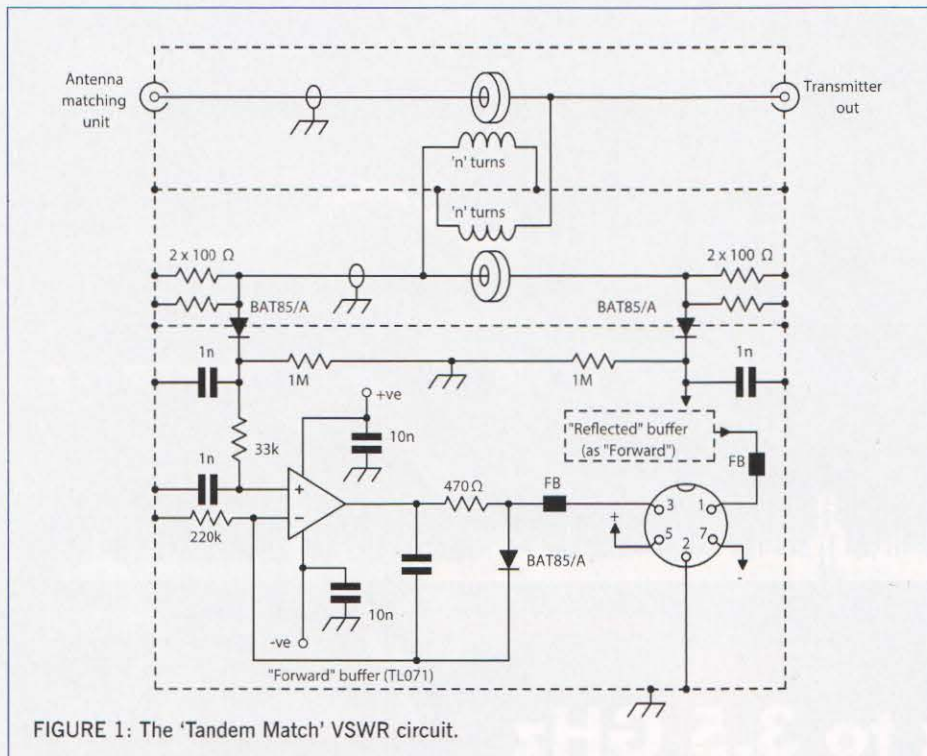 Antenna
matching
unit
Transmitter
out
'n' turns
'n' turns
2 x 100 Ω
2 x 100 Ω
BAT85/A
BAT85/A
1n
1M
1M
1n
+ve
"Reflected" buffer
(as "Forward")
10n
33k
FB
1n
470Ω
FB
+
-
220k
+
3
1
5
7
2
BAT85/A
-
10n
-ve
"Forward" buffer (TL071)
FIGURE 1: The 'Tandem Match' VSWR circuit.